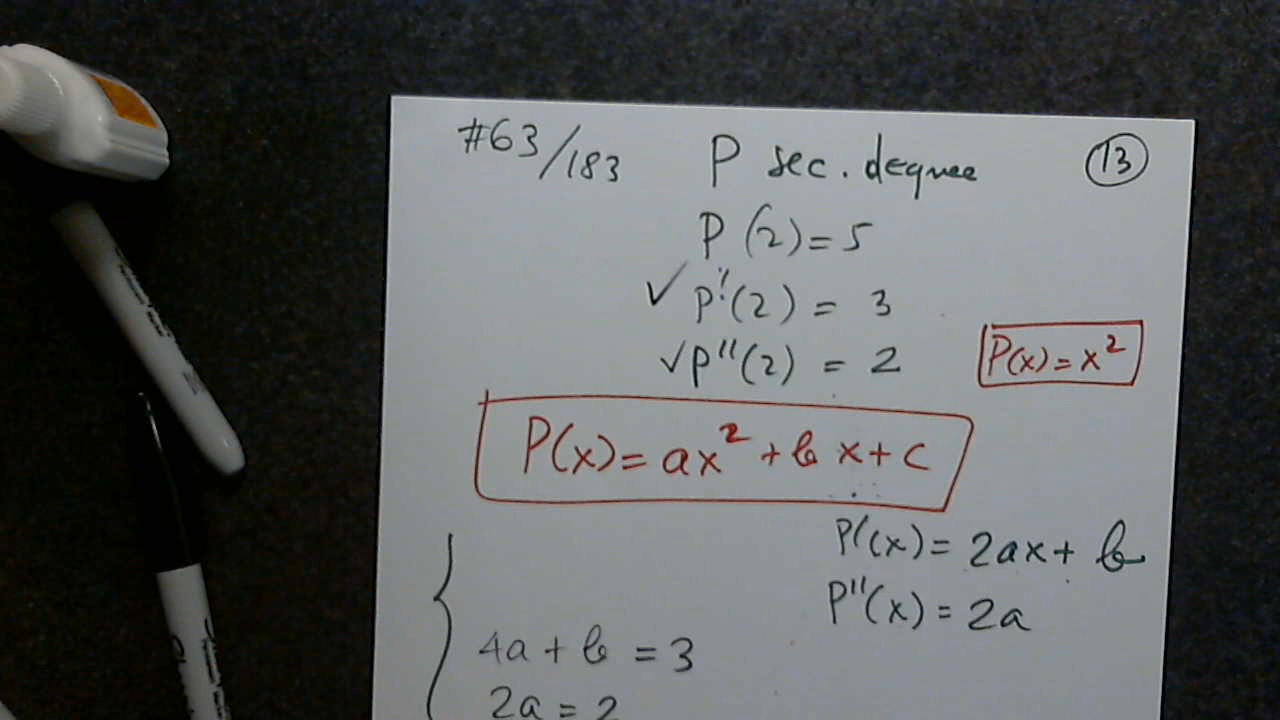 #63/183 P sec. degree 13
P(2)=5
✓ P'(2) = 3
✓ P''(2) = 2
P(x)=x²
P(x)=ax²+bx+c
P'(x)=2ax+b
P''(x)=2a
4a+b=3
2a=2